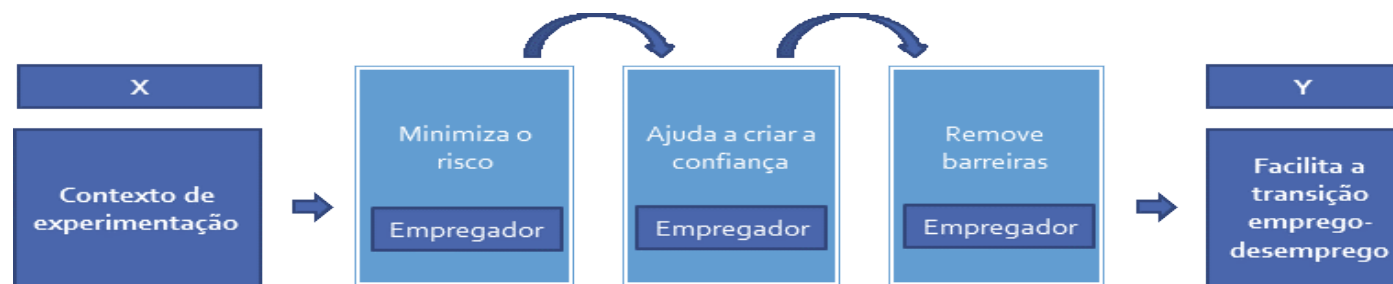 X
Contexto de
experimentação
Minimiza o
risco
Empregador
Ajuda a criar a
confiança
Empregador
Remove
barreiras
Empregador
Y
Facilita a
transição
emprego-
desemprego